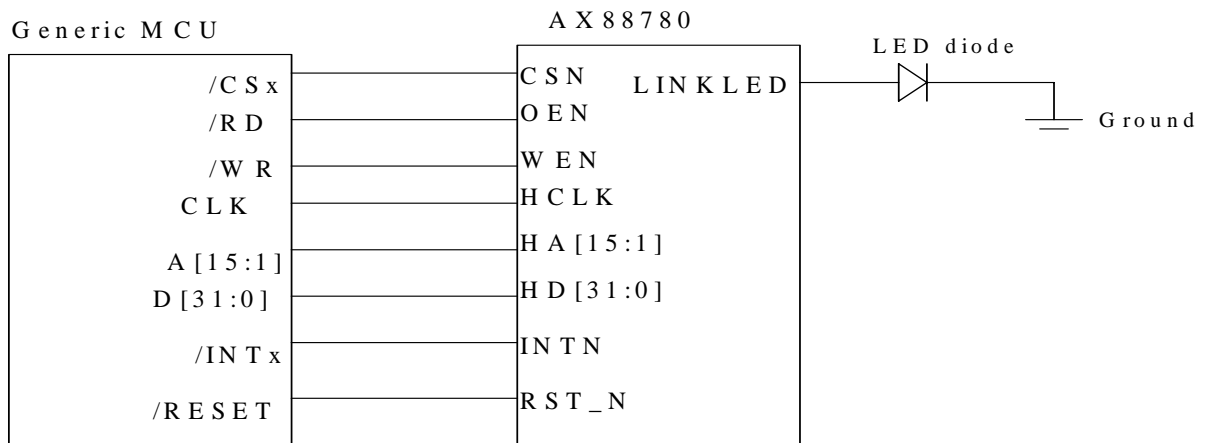 Generic MCU
AX88780
LED diode
/CSx
CSN
LINKLED
/RD
OEN
Ground
/WR
WEN
CLK
HCLK
A[15:1]
HA[15:1]
D[31:0]
HD[31:0]
/INTx
INTN
/RESET
RST_N